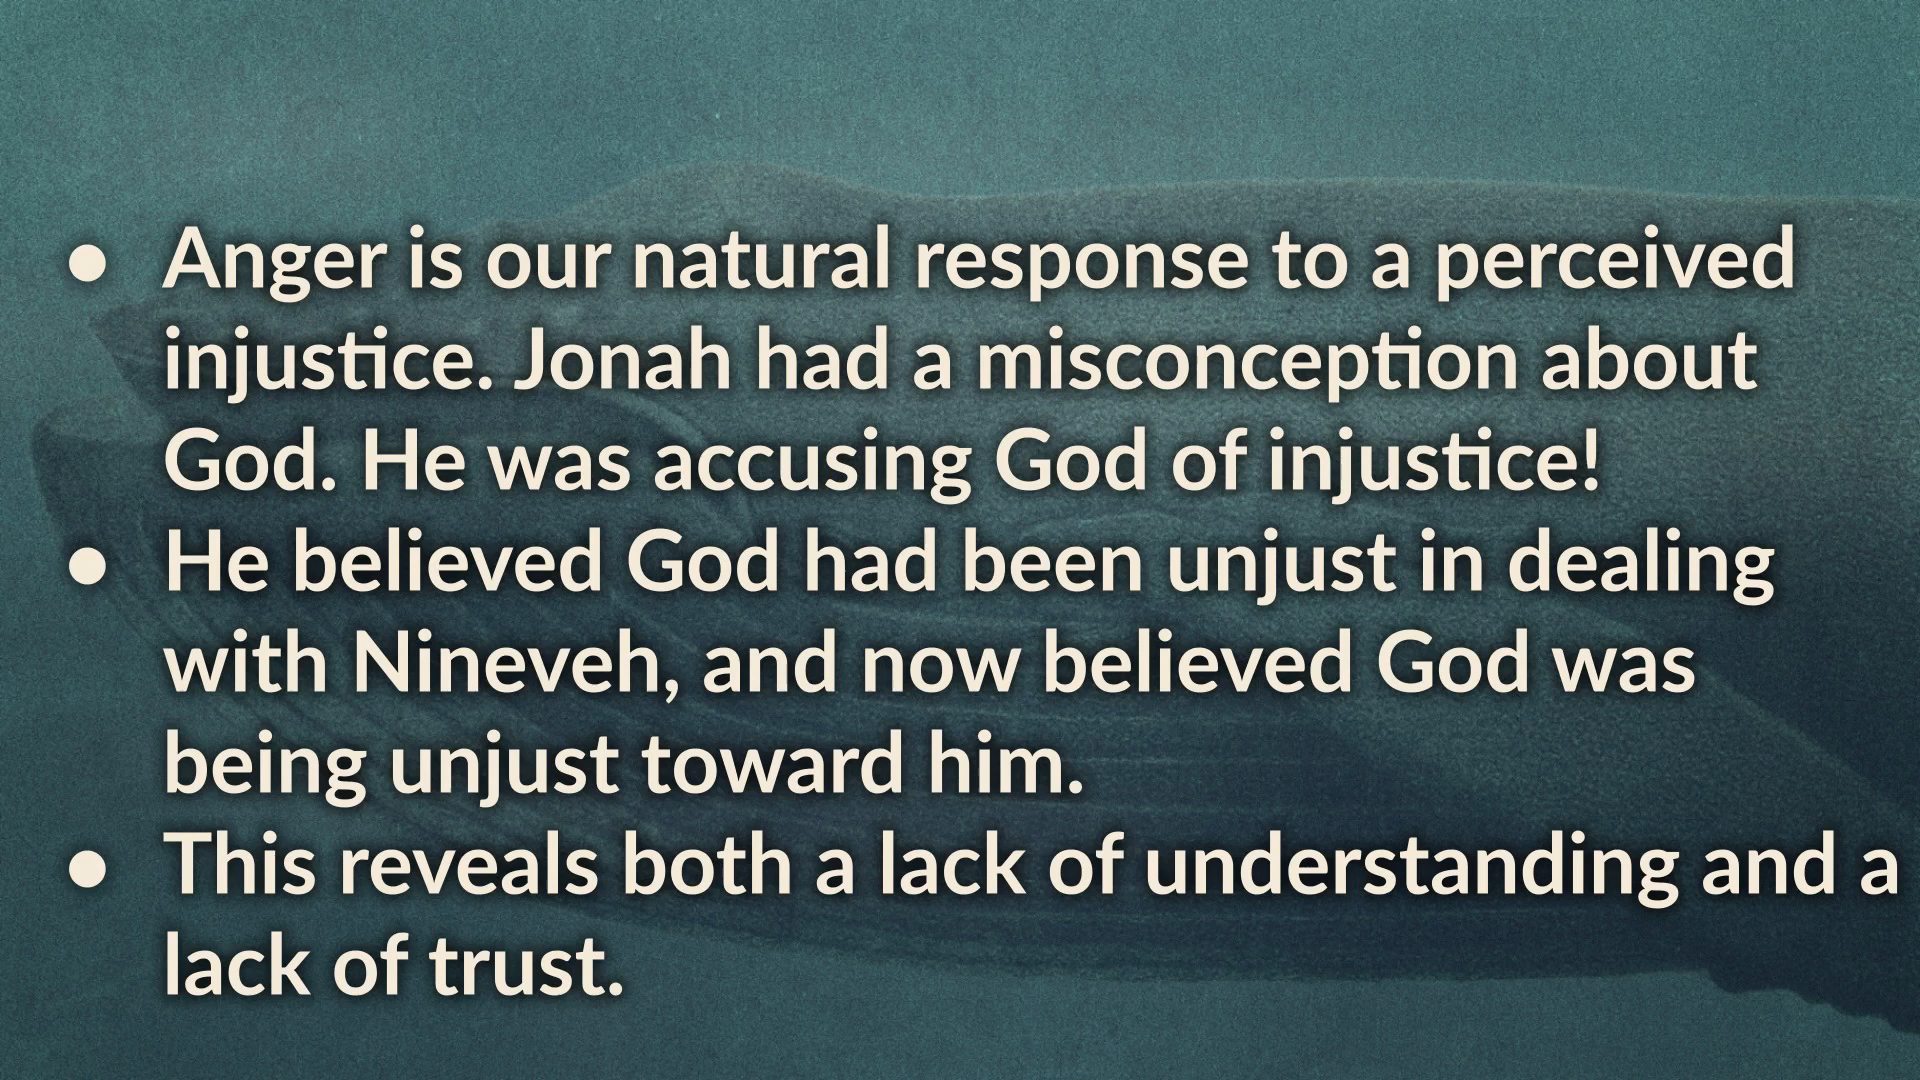 ● Anger is our natural response to a perceived
injustice. Jonah had a misconception about
God. He was accusing God of injustice!
● He believed God had been unjust in dealing
with Nineveh, and now believed God was
being unjust toward him.
● This reveals both a lack of understanding and a
lack of trust.